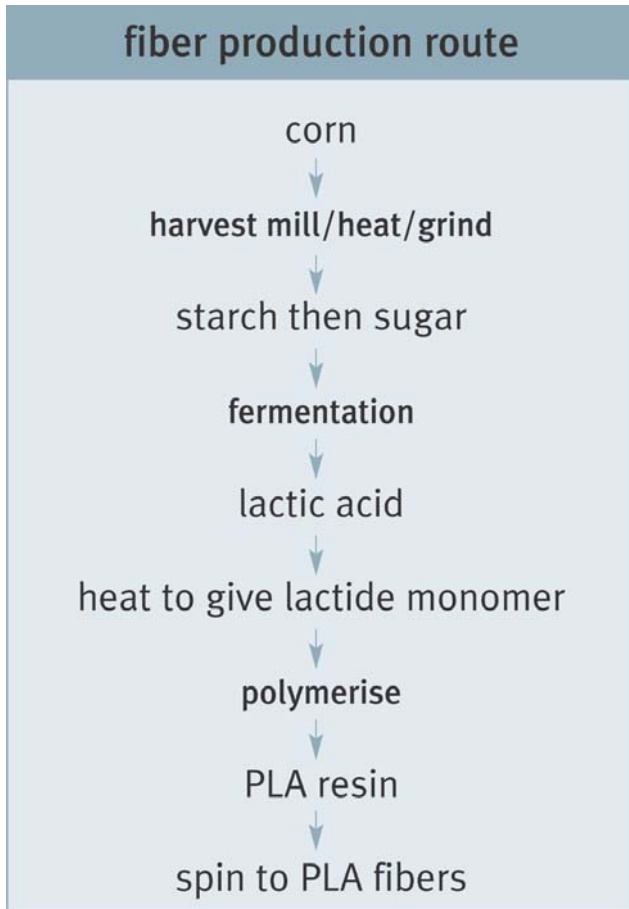 fiber production route
corn
harvest mill/heat/grind
starch then sugar
fermentation
lactic acid
heat to give lactide monomer
polymerise
PLA resin
spin to PLA fibers